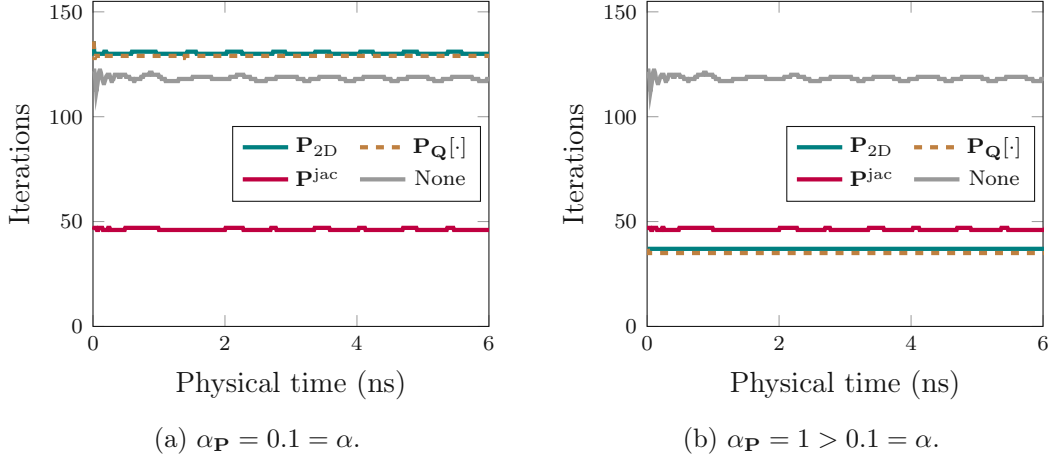 150
100
50
0
Iterations
P2D
PQ[·]
Pjac
None
0
2
4
6
Physical time (ns)
(a) αP = 0.1 = α.
150
100
50
0
Iterations
P2D
PQ[·]
Pjac
None
0
2
4
6
Physical time (ns)
(b) αP = 1 > 0.1 = α.